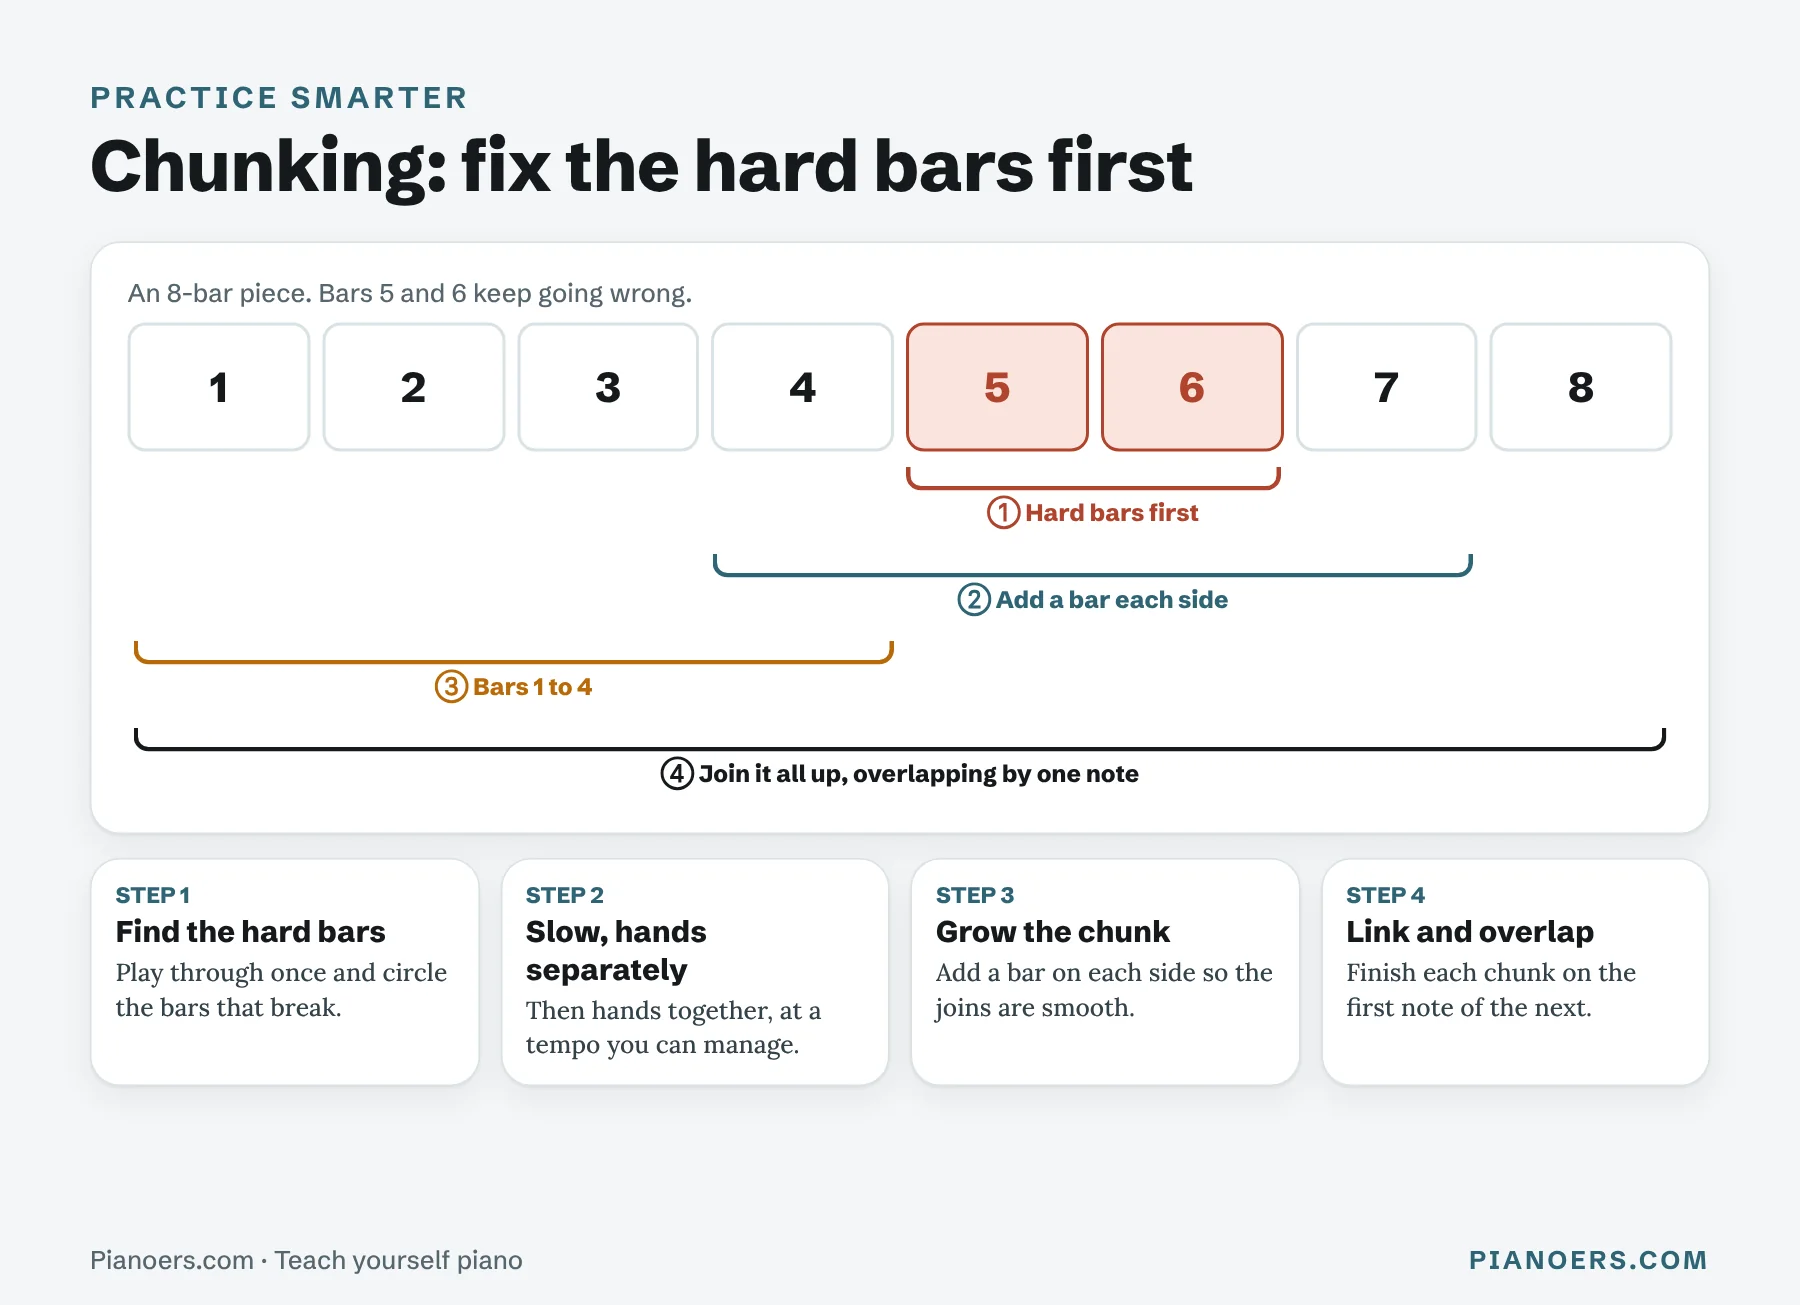 PRACTICE SMARTER
Chunking: fix the hard bars first
An 8-bar piece. Bars 5 and 6 keep going wrong.
1 2 3 4 5 6 7 8
① Hard bars first
② Add a bar each side
③ Bars 1 to 4
④ Join it all up, overlapping by one note
STEP 1
Find the hard bars
Play through once and circle
the bars that break.
STEP 2
Slow, hands
separately
Then hands together, at a
tempo you can manage.
STEP 3
Grow the chunk
Add a bar on each side so the
joins are smooth.
STEP 4
Link and overlap
Finish each chunk on the
first note of the next.
Pianoers.com · Teach yourself piano
PIANOERS.COM